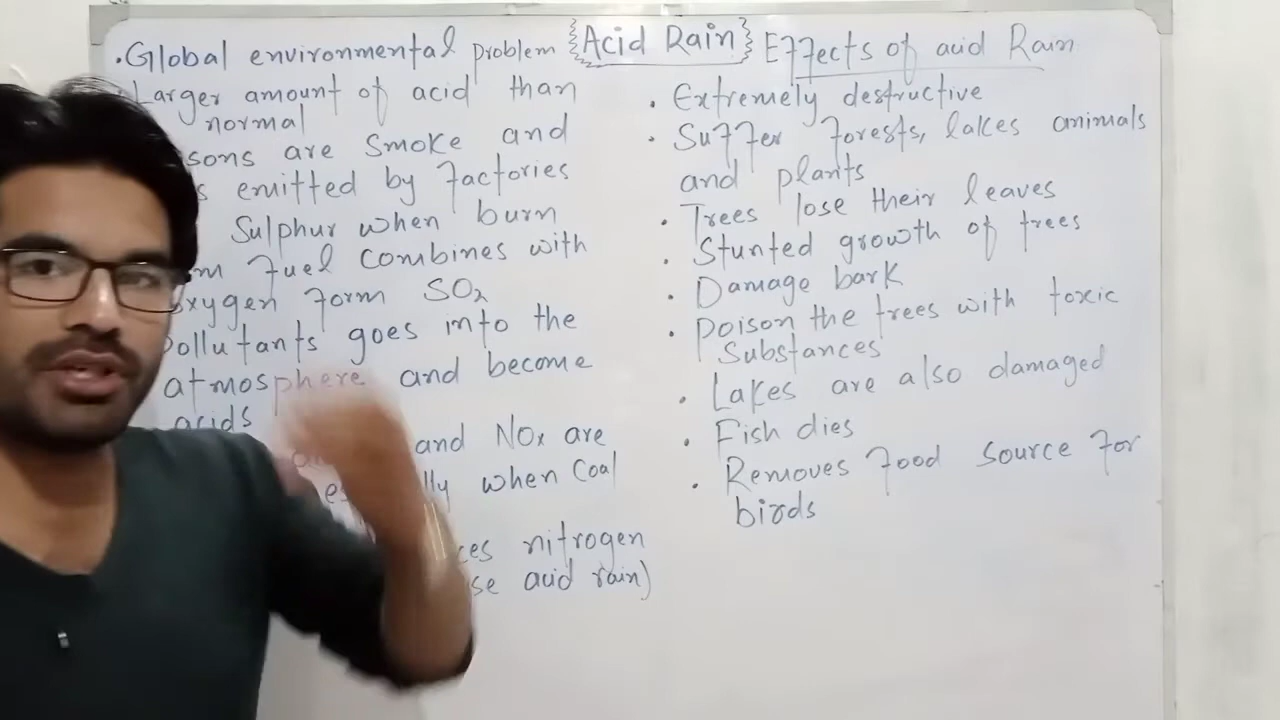 {Acid Rain}
• Global environmental problem
Larger amount of acid than
normal
are smoke and
emitted by factories
Sulphur when burn
fuel combines with
oxygen form SO2
Pollutants goes into the
atmosphere and become
acids
and NOx are
when coal
nitrogen
acid rain)
Effects of acid Rain
• Extremely destructive
• Suffer forests, lakes animals
and plants
• Trees lose their leaves
• Stunted growth of trees
• Damage bark
• Poison the trees with toxic
Substances
• Lakes are also damaged
• Fish dies
• Removes food source for
birds